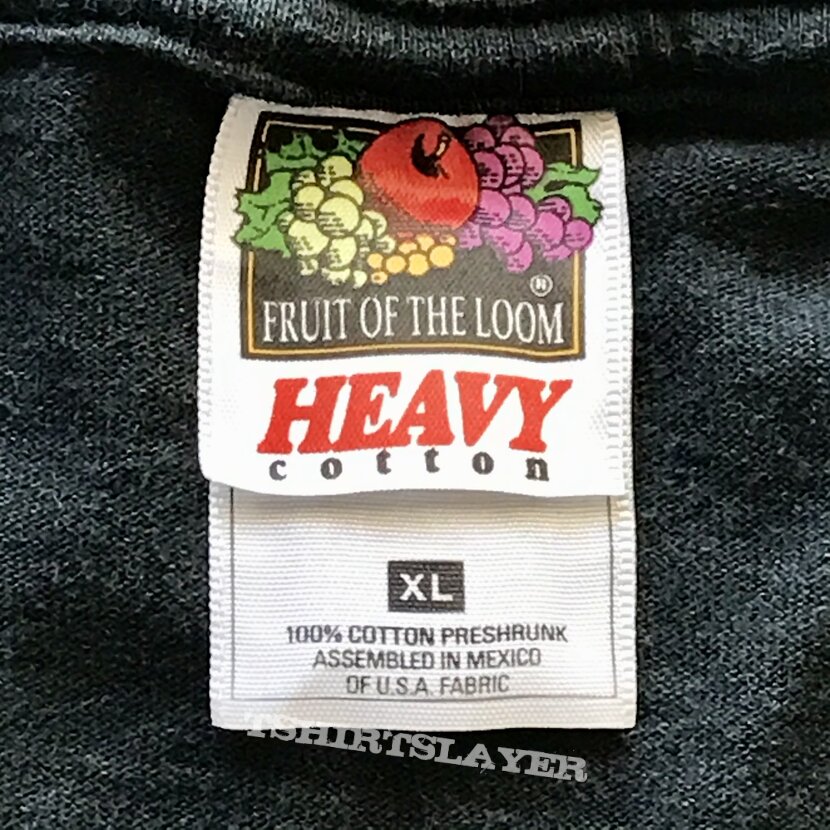 FRUIT OF THE LOOM ®
HEAVY
cotton
XL
100% COTTON PRESHRUNK
ASSEMBLED IN MEXICO
OF U.S.A. FABRIC
TSHIRTSLAYER